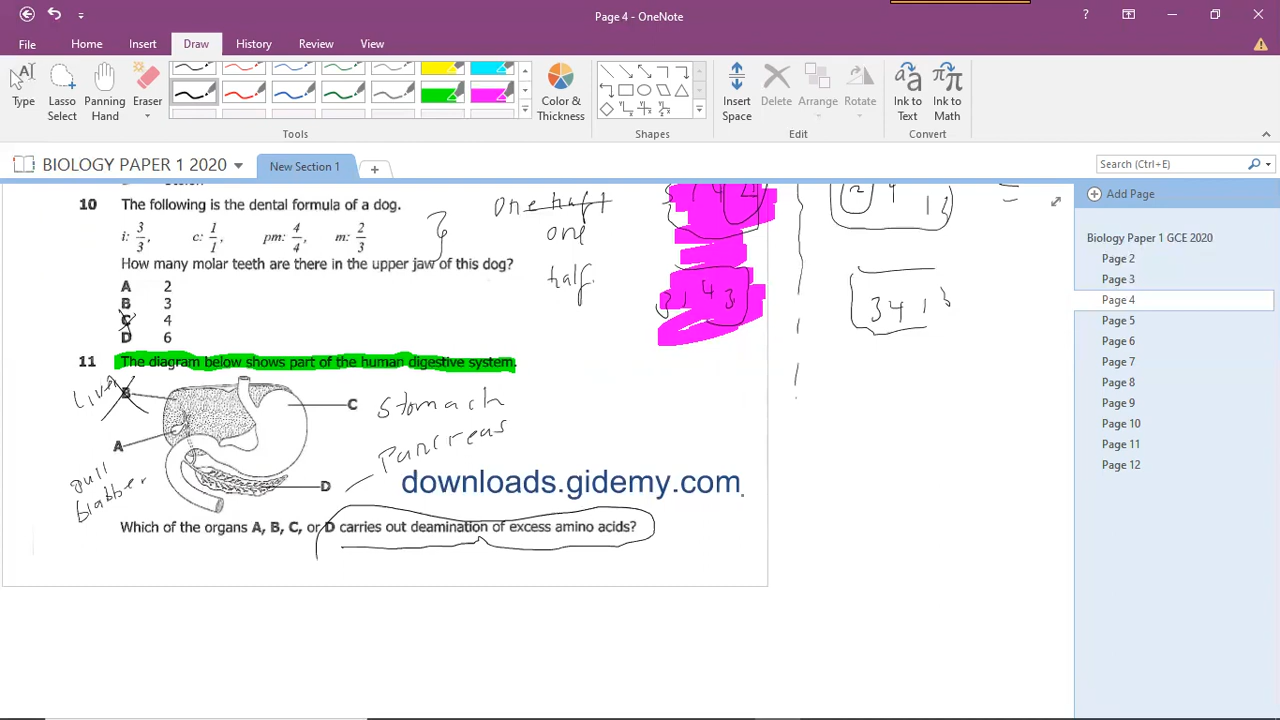 Page 4 - OneNote
File Home Insert Draw History Review View
Type Lasso Select Panning Hand Eraser Color & Thickness Insert Space Delete Arrange Rotate Ink to Text Ink to Math
Tools Shapes Edit Convert
BIOLOGY PAPER 1 2020 New Section 1 Search (Ctrl+E)
10 The following is the dental formula of a dog.
i: 3/3, c: 1/1, pm: 4/4, m: 2/3
How many molar teeth are there in the upper jaw of this dog?
A 2
B 3
C 4
D 6
one
half.
3 1 4 3
3 4 1 3
11 The diagram below shows part of the human digestive system.
B
C Stomach
A
Pancreas
D
downloads.gidemy.com
Which of the organs A, B, C, or D carries out deamination of excess amino acids?
Add Page
Biology Paper 1 GCE 2020
Page 2
Page 3
Page 4
Page 5
Page 6
Page 7
Page 8
Page 9
Page 10
Page 11
Page 12